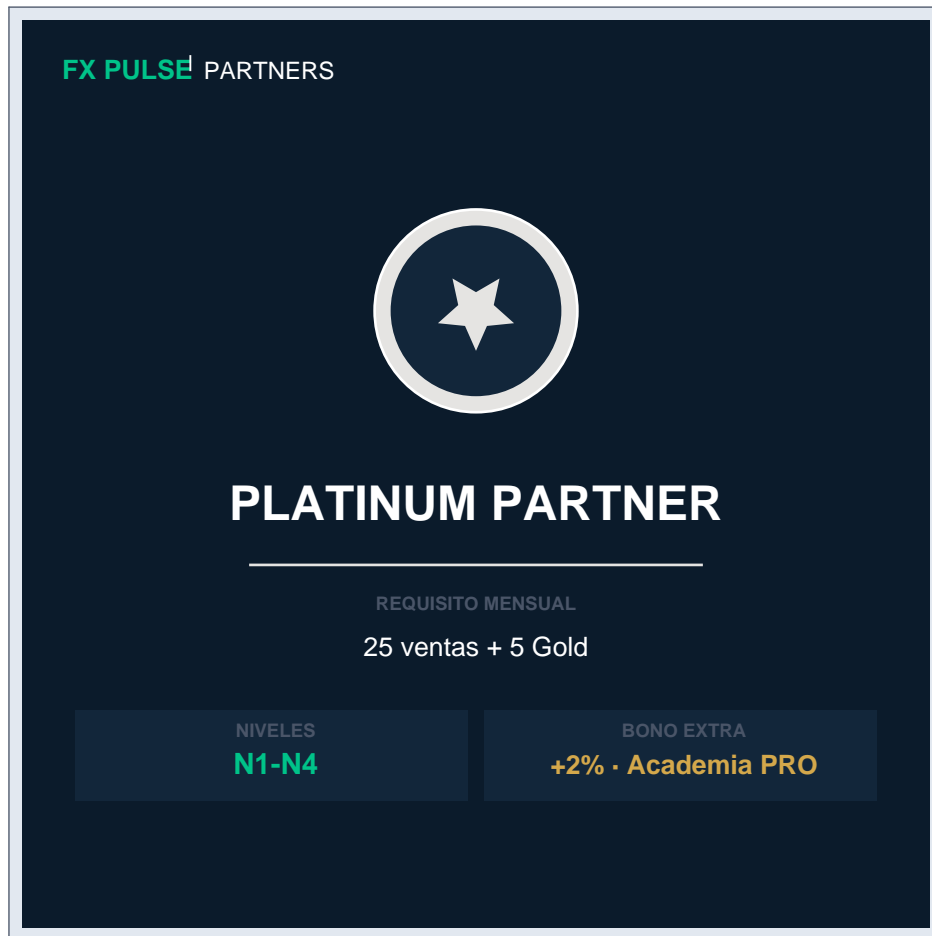 FX PULSE | PARTNERS
PLATINUM PARTNER
REQUISITO MENSUAL
25 ventas + 5 Gold
NIVELES
N1-N4
BONO EXTRA
+2% · Academia PRO